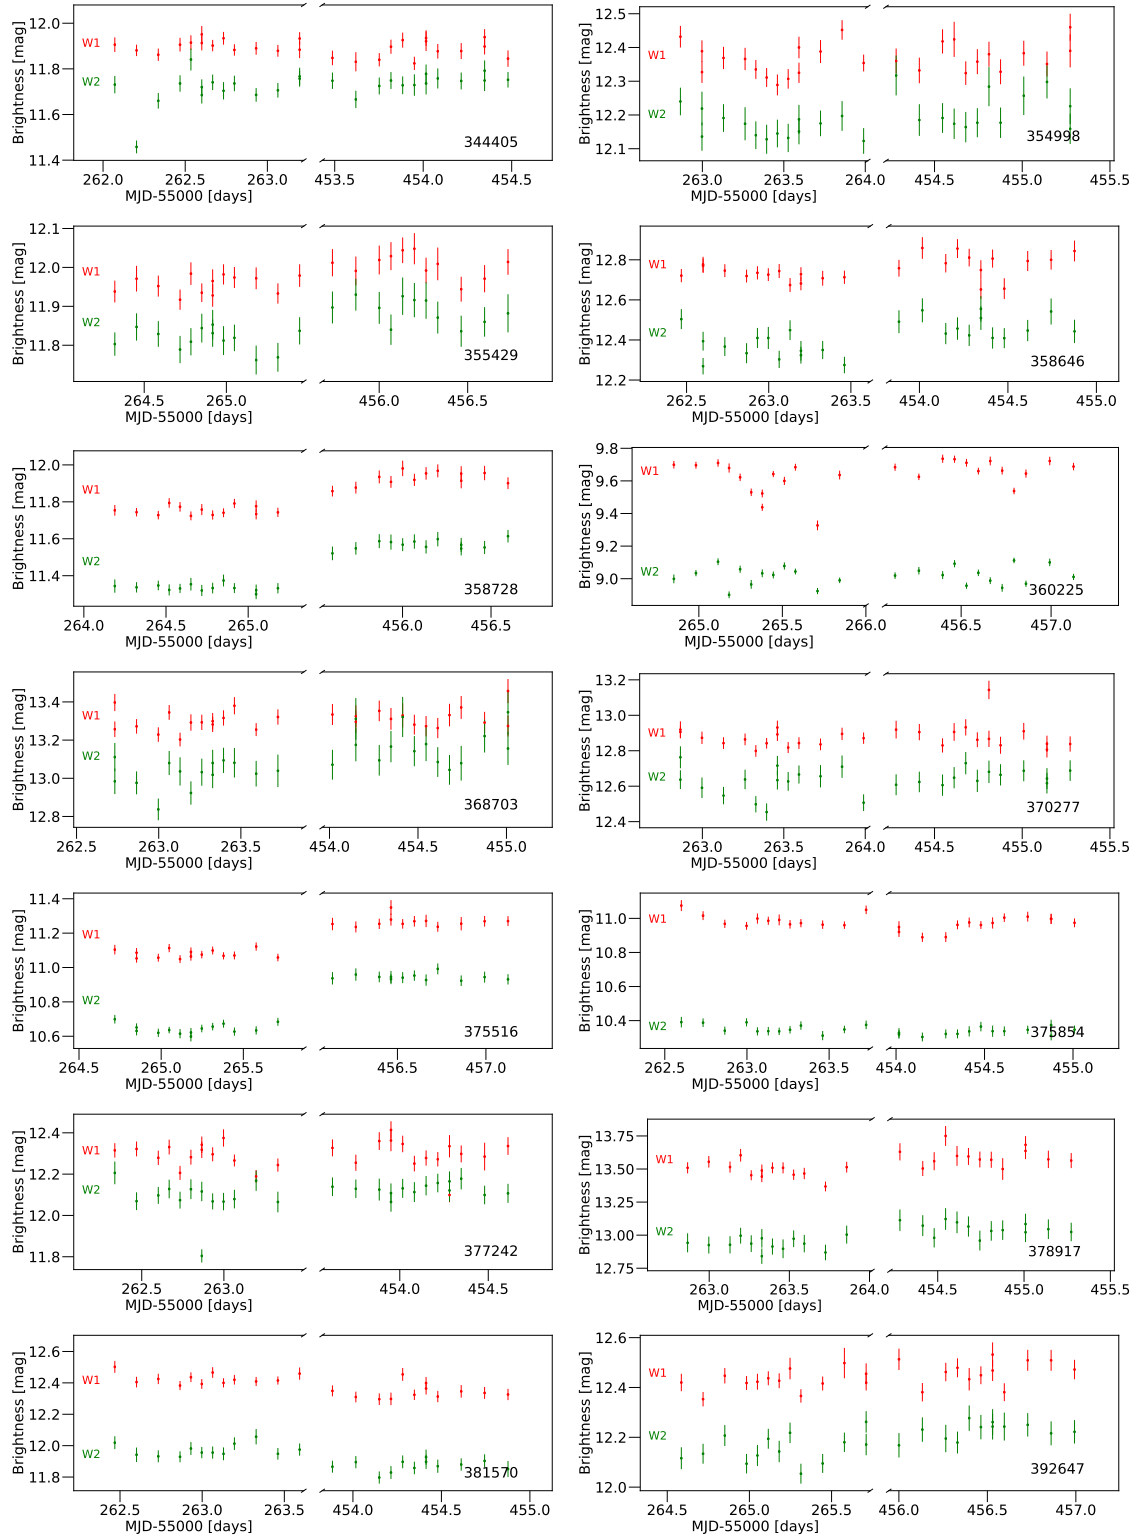 12.0
11.8
11.6
11.4
Brightness [mag]
W1
W2
344405
262.0 262.5 263.0 453.5 454.0 454.5
MJD-55000 [days]
12.5
12.4
12.3
12.2
12.1
Brightness [mag]
W1
W2
354998
263.0 263.5 264.0 454.5 455.0 455.5
MJD-55000 [days]
12.1
12.0
11.9
11.8
Brightness [mag]
W1
W2
355429
264.5 265.0 456.0 456.5
MJD-55000 [days]
12.8
12.6
12.4
12.2
Brightness [mag]
W1
W2
358646
262.5 263.0 263.5 454.0 454.5 455.0
MJD-55000 [days]
12.0
11.8
11.6
11.4
Brightness [mag]
W1
W2
358728
264.0 264.5 265.0 456.0 456.5
MJD-55000 [days]
9.8
9.6
9.4
9.2
9.0
Brightness [mag]
W1
W2
360225
265.0 265.5 266.0 456.5 457.0
MJD-55000 [days]
13.4
13.2
13.0
12.8
Brightness [mag]
W1
W2
368703
262.5 263.0 263.5 454.0 454.5 455.0
MJD-55000 [days]
13.2
13.0
12.8
12.6
12.4
Brightness [mag]
W1
W2
370277
263.0 263.5 264.0 454.5 455.0 455.5
MJD-55000 [days]
11.4
11.2
11.0
10.8
10.6
Brightness [mag]
W1
W2
375516
264.5 265.0 265.5 456.5 457.0
MJD-55000 [days]
11.0
10.8
10.6
10.4
Brightness [mag]
W1
W2
375854
262.5 263.0 263.5 454.0 454.5 455.0
MJD-55000 [days]
12.4
12.2
12.0
11.8
Brightness [mag]
W1
W2
377242
262.5 263.0 454.0 454.5
MJD-55000 [days]
13.75
13.50
13.25
13.00
12.75
Brightness [mag]
W1
W2
378917
263.0 263.5 264.0 454.5 455.0 455.5
MJD-55000 [days]
12.6
12.4
12.2
12.0
11.8
Brightness [mag]
W1
W2
381570
262.5 263.0 263.5 454.0 454.5 455.0
MJD-55000 [days]
12.6
12.4
12.2
12.0
Brightness [mag]
W1
W2
392647
264.5 265.0 265.5 456.0 456.5 457.0
MJD-55000 [days]